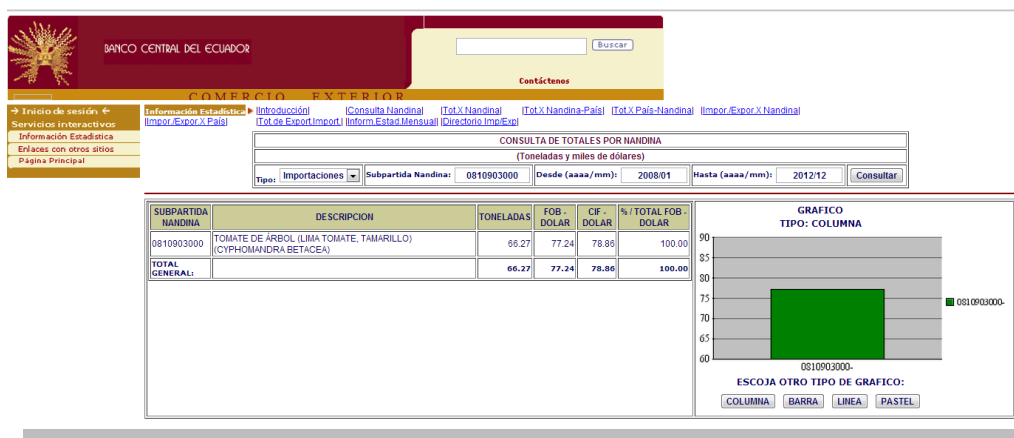 BANCO CENTRAL DEL ECUADOR
Buscar
Contáctenos
COMERCIO EXTERIOR
→ Inicio de sesión ←
Servicios interactivos
Información Estadistica
Enlaces con otros sitios
Página Principal
Información Estadística |Introducción| |Consulta Nandina| |Tot.X Nandina| |Tot.X Nandina-País| |Tot.X País-Nandina| |Impor./Expor.X Nandina|
|Impor./Expor.X País| |Tot.de Export.Import.| |Inform.Estad.Mensual| |Directorio Imp/Exp|
CONSULTA DE TOTALES POR NANDINA
(Toneladas y miles de dólares)
Tipo: Importaciones Subpartida Nandina: 0810903000 Desde (aaaa/mm): 2008/01 Hasta (aaaa/mm): 2012/12 Consultar
SUBPARTIDA NANDINA DESCRIPCION TONELADAS FOB - DOLAR CIF - DOLAR % / TOTAL FOB - DOLAR
0810903000 TOMATE DE ÁRBOL (LIMA TOMATE, TAMARILLO) (CYPHOMANDRA BETACEA) 66.27 77.24 78.86 100.00
TOTAL GENERAL: 66.27 77.24 78.86 100.00
GRAFICO
TIPO: COLUMNA
90
85
80
75
70
65
60
0810903000-
0810903000-
ESCOJA OTRO TIPO DE GRAFICO:
COLUMNA BARRA LINEA PASTEL